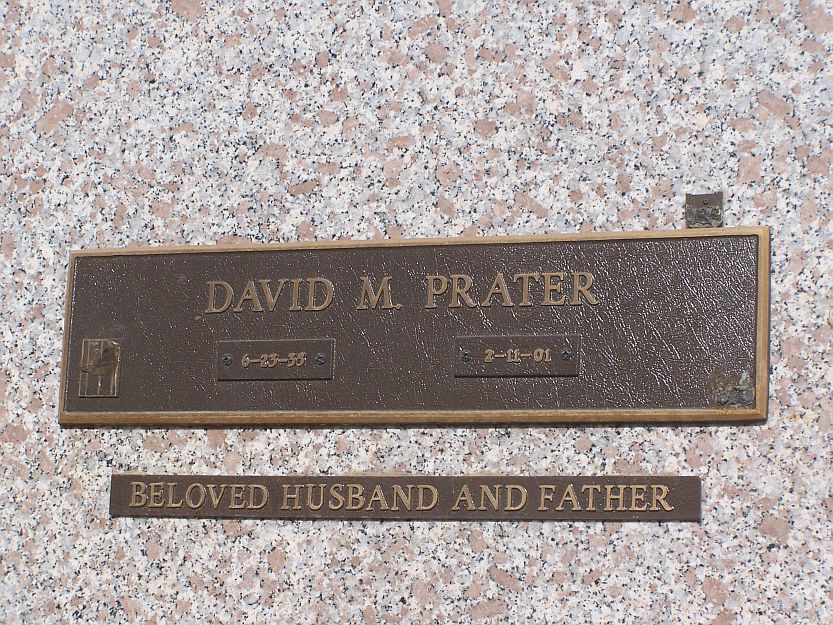 DAVID M. PRATER
6-23-33 2-11-01
BELOVED HUSBAND AND FATHER